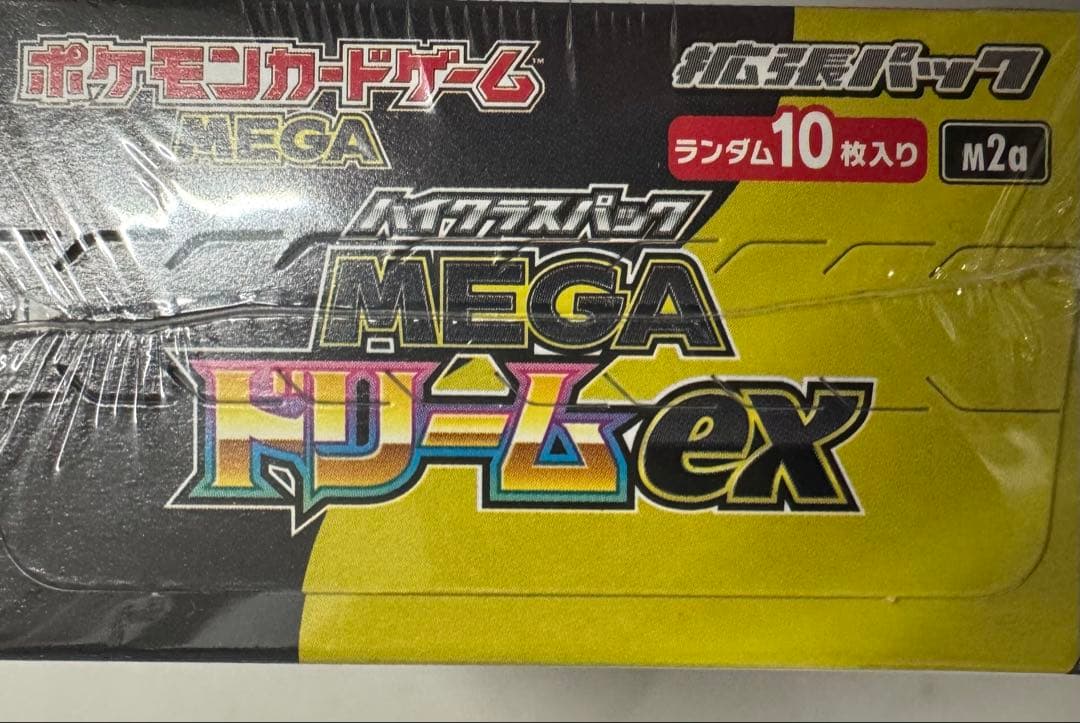 ポケモンカードゲーム™
MEGA
拡張パック
ランダム10枚入り
M2a
ハイクラスパック
MEGA
ドリームex